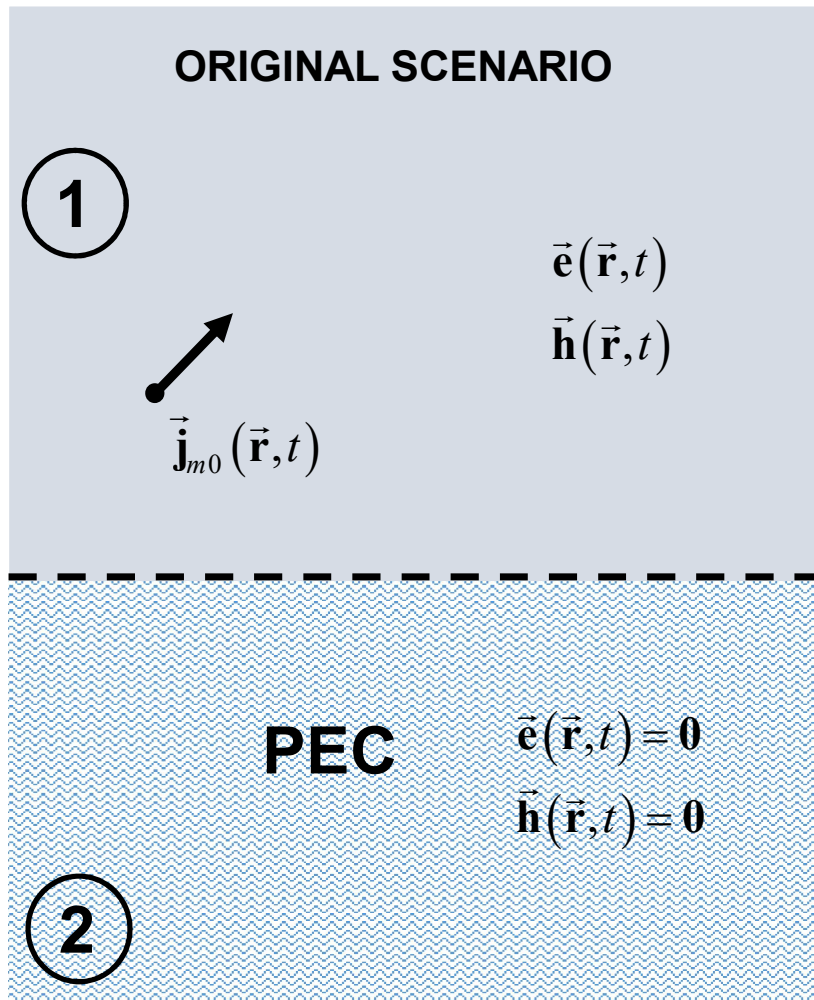 ORIGINAL SCENARIO
1
e⃗(r⃗,t)
h⃗(r⃗,t)
j⃗ₘ₀(r⃗,t)
PEC
e⃗(r⃗,t)=0
h⃗(r⃗,t)=0
2